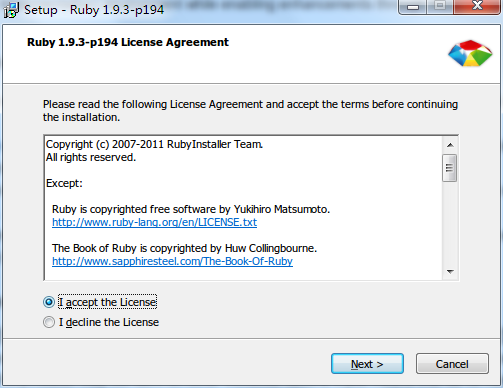 Setup - Ruby 1.9.3-p194
Ruby 1.9.3-p194 License Agreement
Please read the following License Agreement and accept the terms before continuing
the installation.
Copyright (c) 2007-2011 RubyInstaller Team.
All rights reserved.
Except:
Ruby is copyrighted free software by Yukihiro Matsumoto.
http://www.ruby-lang.org/en/LICENSE.txt
The Book of Ruby is copyrighted by Huw Collingbourne.
http://www.sapphiresteel.com/The-Book-Of-Ruby
I accept the License
I decline the License
Next >
Cancel